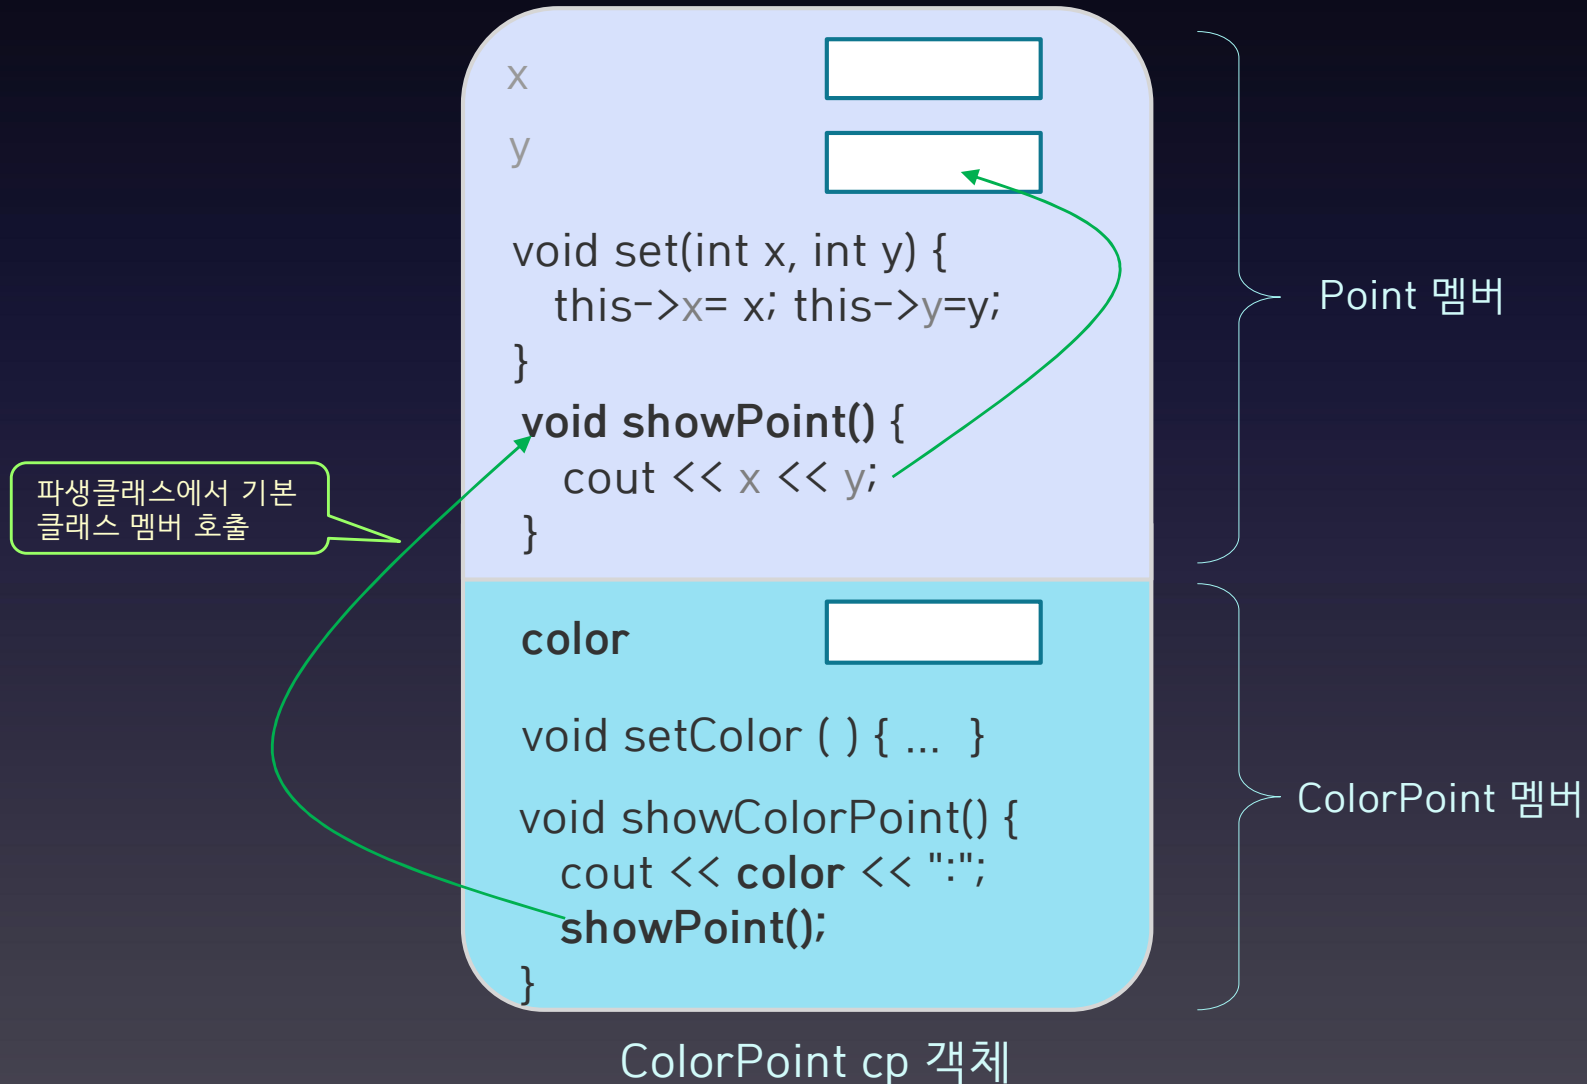 x
y
void set(int x, int y) {
this->x= x; this->y=y;
}
void showPoint() {
cout << x << y;
}
Point 멤버
파생클래스에서 기본
클래스 멤버 호출
color
void setColor ( ) { ... }
void showColorPoint() {
cout << color << ":";
showPoint();
}
ColorPoint 멤버
ColorPoint cp 객체